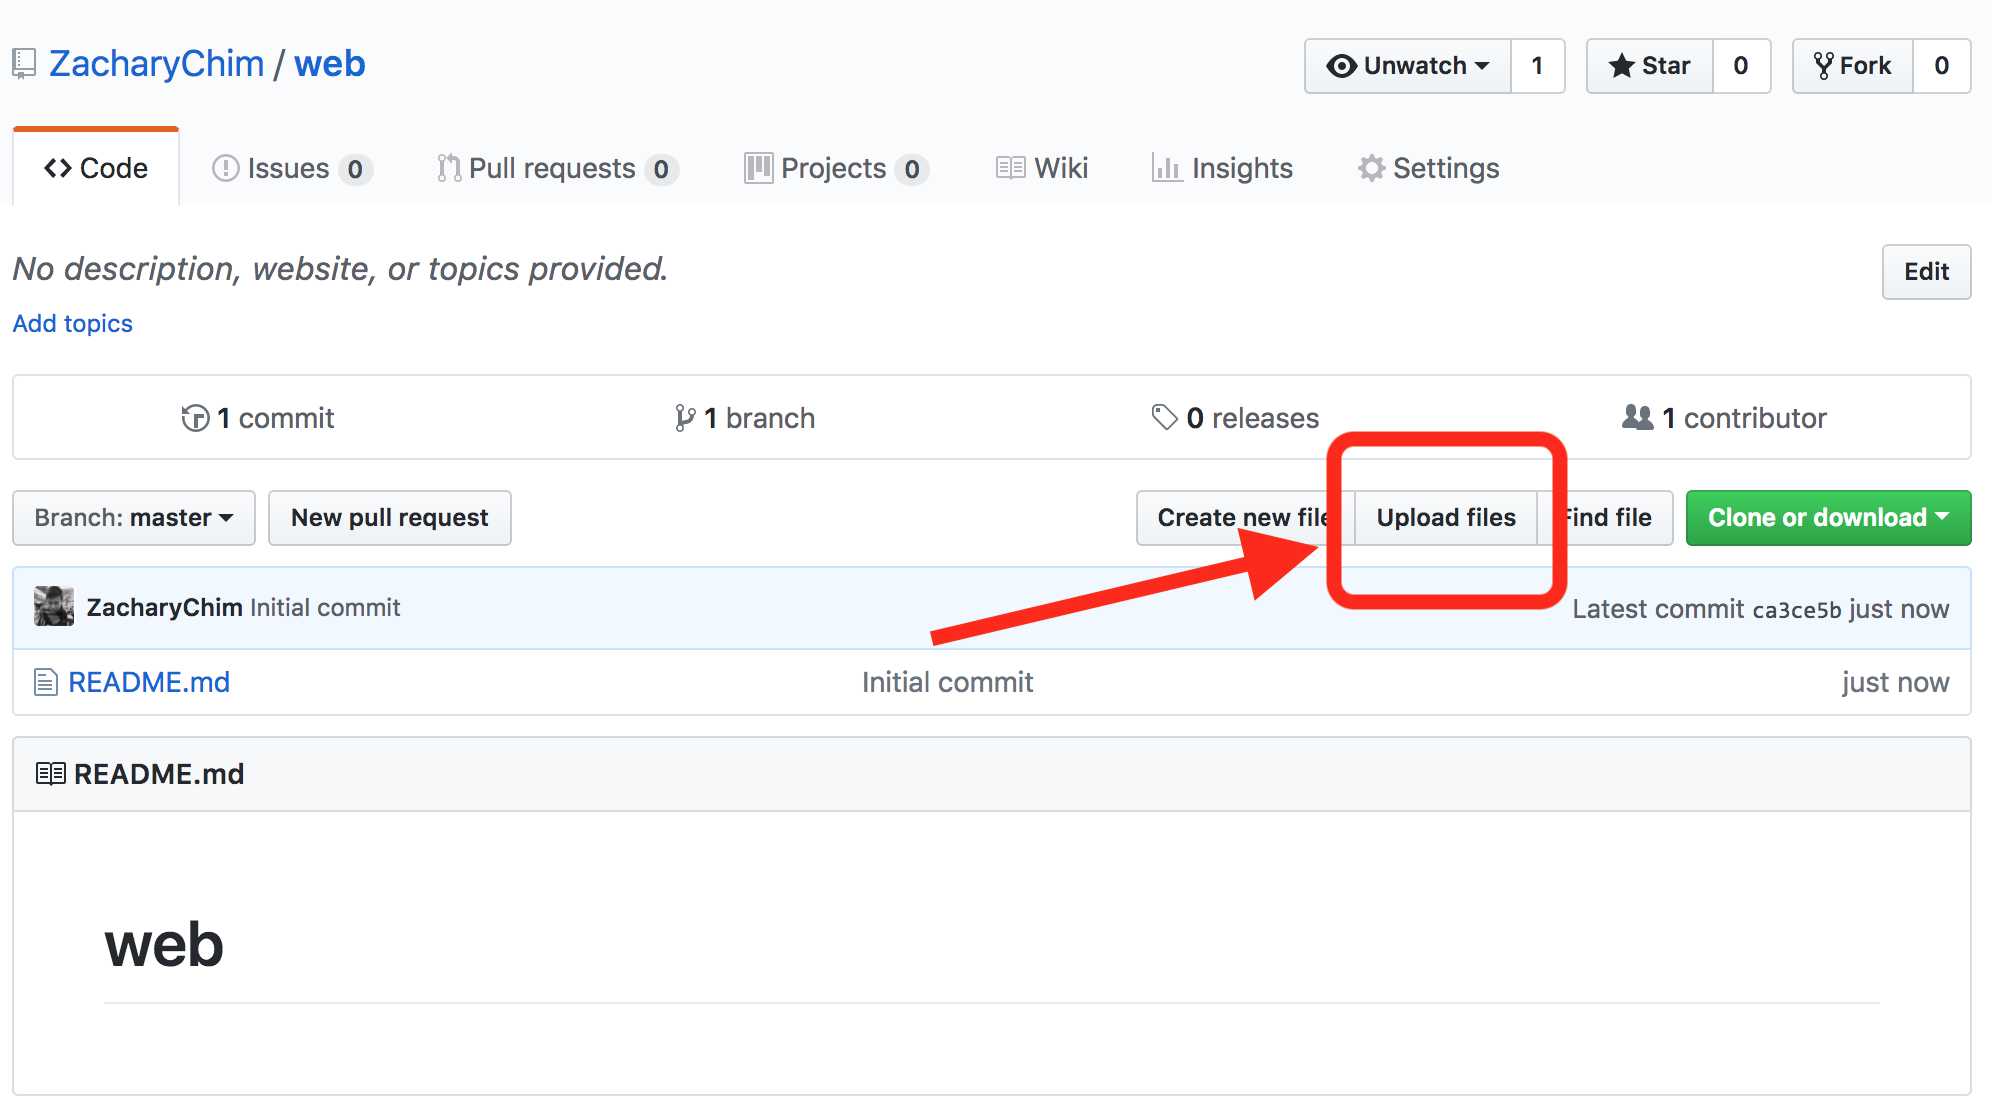 ZacharyChim / web
Unwatch 1 Star 0 Fork 0
Code Issues 0 Pull requests 0 Projects 0 Wiki Insights Settings
No description, website, or topics provided.
Edit
Add topics
1 commit 1 branch 0 releases 1 contributor
Branch: master New pull request Create new file Upload files Find file Clone or download
ZacharyChim Initial commit Latest commit ca3ce5b just now
README.md Initial commit just now
README.md
web